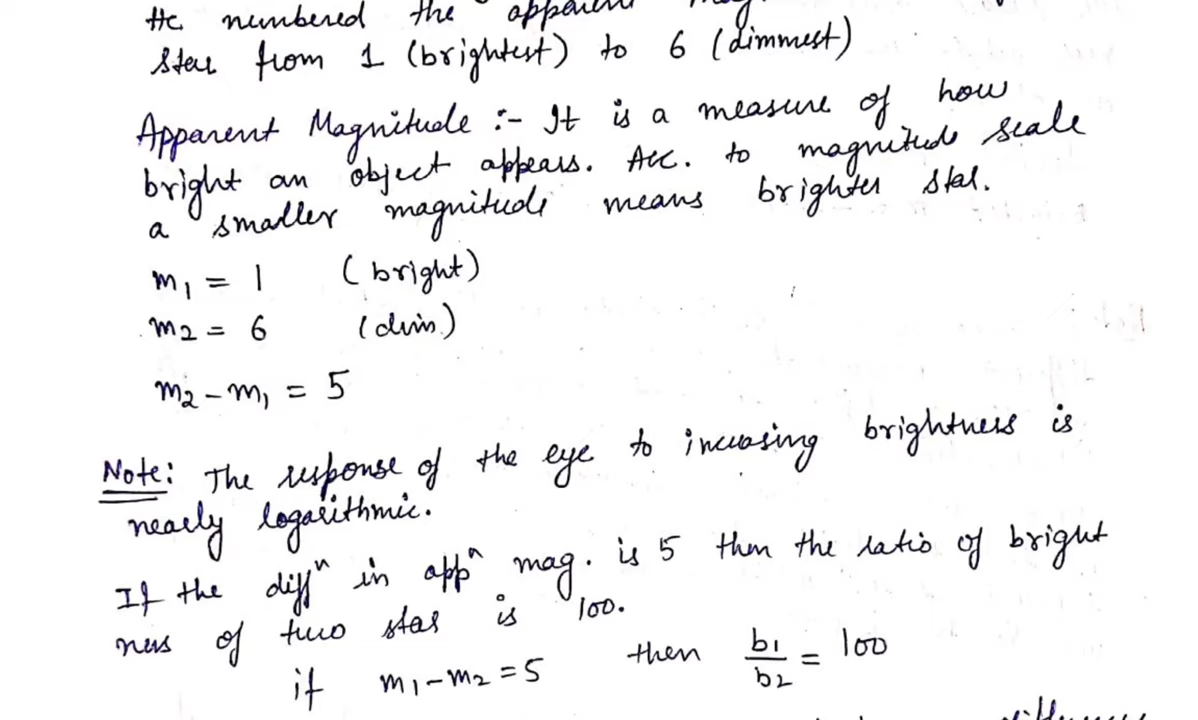 He numbered the apparent
star from 1 (brightest) to 6 (dimmest)
Apparent Magnitude :- It is a measure of how
bright an object appears. Acc. to magnitude scale
a smaller magnitude means brighter star.
m₁ = 1 (bright)
m₂ = 6 (dim)
m₂ - m₁ = 5
Note: The response of the eye to increasing brightness is
nearly logarithmic.
If the diffⁿ in appⁿ mag. is 5 then the ratio of bright
ness of two star is 100.
if m₁ - m₂ = 5 then b₁/b₂ = 100